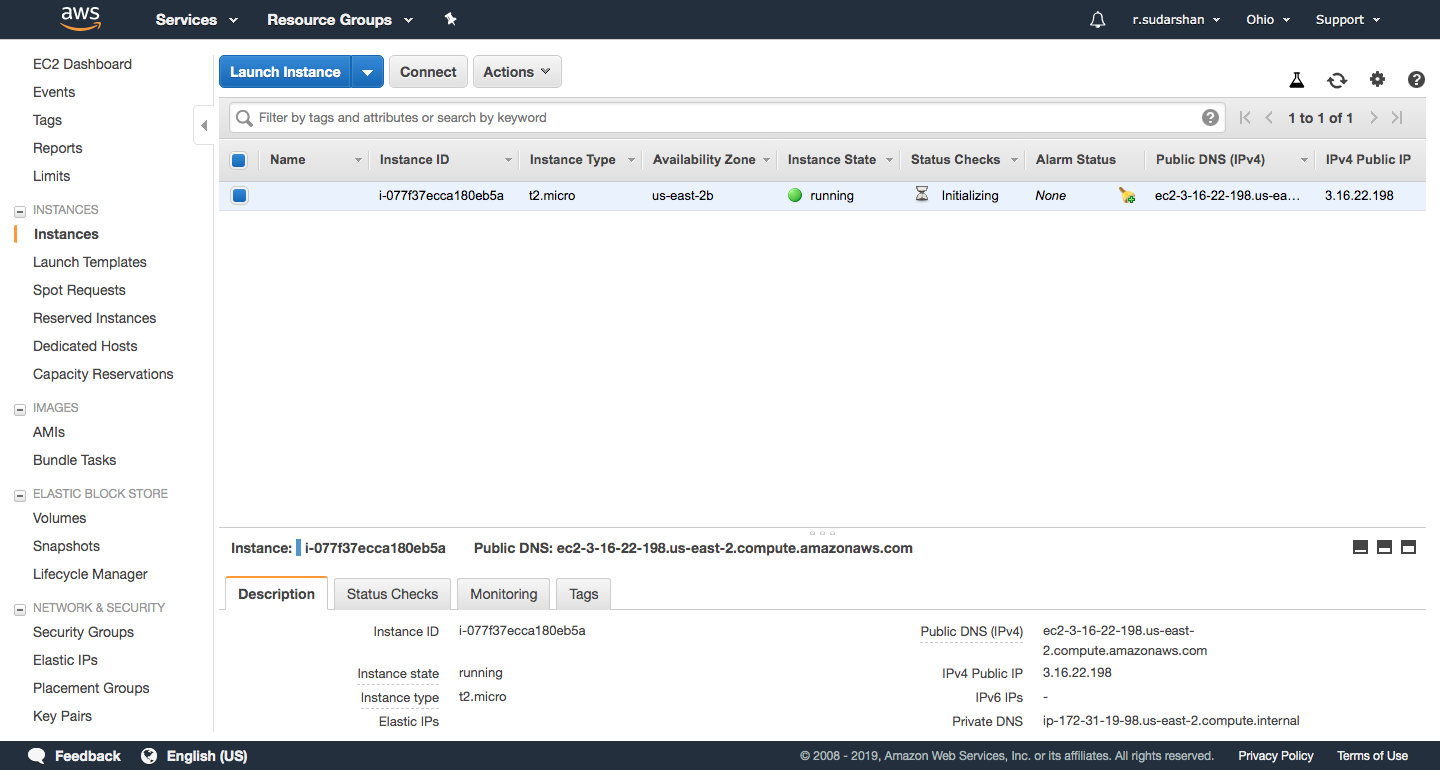 aws Services Resource Groups r.sudarshan Ohio Support
EC2 Dashboard
Events
Tags
Reports
Limits
INSTANCES
Instances
Launch Templates
Spot Requests
Reserved Instances
Dedicated Hosts
Capacity Reservations
IMAGES
AMIs
Bundle Tasks
ELASTIC BLOCK STORE
Volumes
Snapshots
Lifecycle Manager
NETWORK & SECURITY
Security Groups
Elastic IPs
Placement Groups
Key Pairs
Launch Instance Connect Actions
Filter by tags and attributes or search by keyword ? 1 to 1 of 1
Name Instance ID Instance Type Availability Zone Instance State Status Checks Alarm Status Public DNS (IPv4) IPv4 Public IP
i-077f37ecca180eb5a t2.micro us-east-2b running Initializing None ec2-3-16-22-198.us-ea... 3.16.22.198
Instance: i-077f37ecca180eb5a Public DNS: ec2-3-16-22-198.us-east-2.compute.amazonaws.com
Description Status Checks Monitoring Tags
Instance ID i-077f37ecca180eb5a
Instance state running
Instance type t2.micro
Elastic IPs
Public DNS (IPv4) ec2-3-16-22-198.us-east-
2.compute.amazonaws.com
IPv4 Public IP 3.16.22.198
IPv6 IPs -
Private DNS ip-172-31-19-98.us-east-2.compute.internal
Feedback English (US) © 2008 - 2019, Amazon Web Services, Inc. or its affiliates. All rights reserved. Privacy Policy Terms of Use